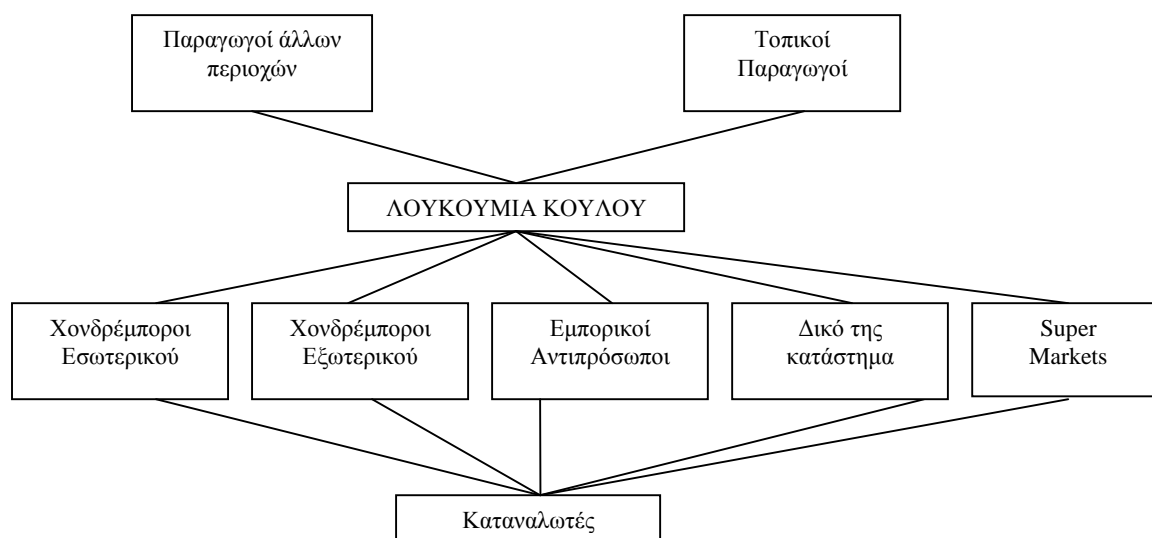 Παραγωγοί άλλων
περιοχών
Τοπικοί
Παραγωγοί
ΛΟΥΚΟΥΜΙΑ ΚΟΥΛΟΥ
Χονδρέμποροι
Εσωτερικού
Χονδρέμποροι
Εξωτερικού
Εμπορικοί
Αντιπρόσωποι
Δικό της
κατάστημα
Super
Markets
Καταναλωτές